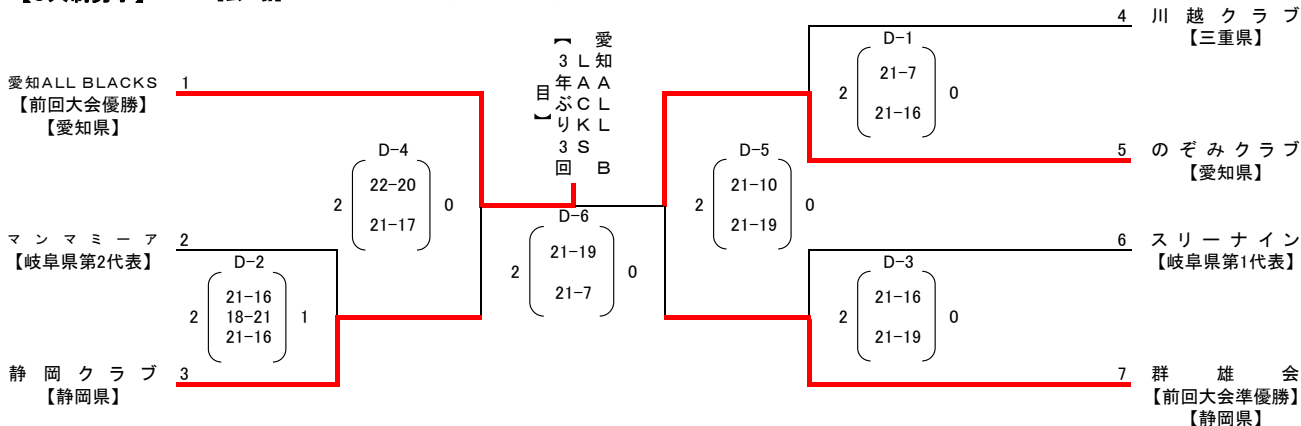 愛知ALL BLACKS 1
【前回大会優勝】
【愛知県】
マンマミーア 2
【岐阜県第2代表】
静岡クラブ 3
【静岡県】
D-2
2
21-16
18-21
21-16
1
D-4
2
22-20
21-17
0
愛知ALL B
LACKS
【3年ぶり3回
目】
D-6
2
21-19
21-7
0
D-5
2
21-10
21-19
0
D-1
2
21-7
21-16
0
D-3
2
21-16
21-19
0
4 川越クラブ
【三重県】
5 のぞみクラブ
【愛知県】
6 スリーナイン
【岐阜県第1代表】
7 群雄会
【前回大会準優勝】
【静岡県】